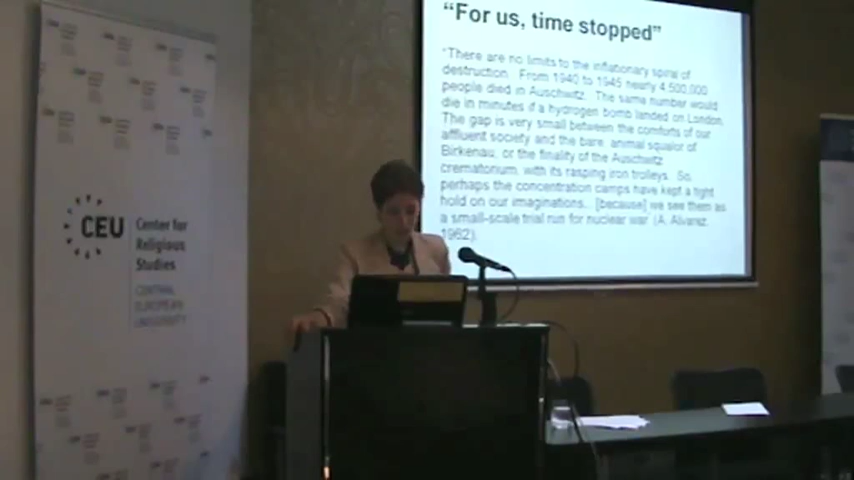 "For us, time stopped"
"There are no limits to the inflationary spiral of
destruction. From 1940 to 1945 nearly 4,500,000
people died in Auschwitz. The same number would
die in minutes if a hydrogen bomb landed on London.
The gap is very small between the comforts of our
affluent society and the bare, animal squalor of
Birkenau, or the finality of the Auschwitz
crematorium, with its rasping iron trolleys. So,
perhaps the concentration camps have kept a tight
hold on our imaginations... [because] we see them as
a small-scale trial run for nuclear war' (A. Alvarez,
1962).
CEU
Center for
Religious
Studies
CENTRAL
EUROPEAN
UNIVERSITY